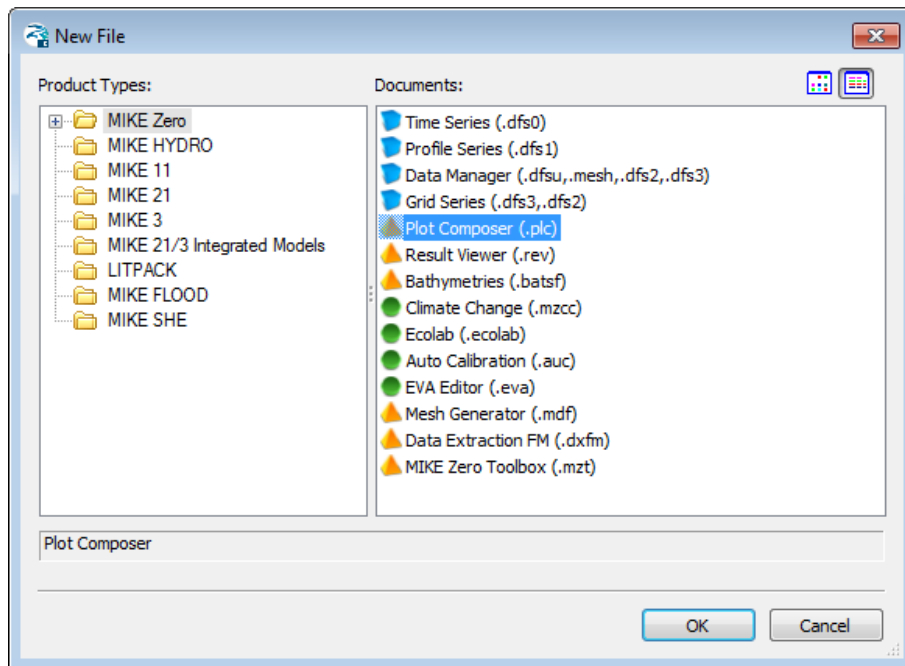 New File
Product Types:
MIKE Zero
MIKE HYDRO
MIKE 11
MIKE 21
MIKE 3
MIKE 21/3 Integrated Models
LITPACK
MIKE FLOOD
MIKE SHE
Documents:
Time Series (.dfs0)
Profile Series (.dfs1)
Data Manager (.dfsu,.mesh,.dfs2,.dfs3)
Grid Series (.dfs3,.dfs2)
Plot Composer (.plc)
Result Viewer (.rev)
Bathymetries (.batsf)
Climate Change (.mzcc)
Ecolab (.ecolab)
Auto Calibration (.auc)
EVA Editor (.eva)
Mesh Generator (.mdf)
Data Extraction FM (.dxfm)
MIKE Zero Toolbox (.mzt)
Plot Composer
OK
Cancel